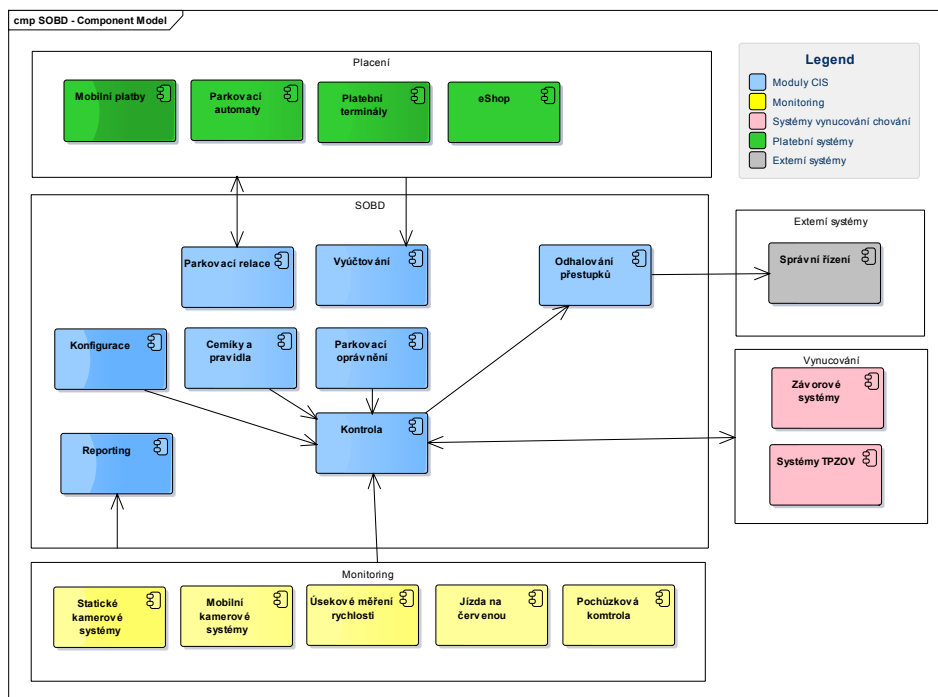 cmp SOBD - Component Model
Placení
Mobilní platby
Parkovací
automaty
Platební
terminály
eShop
Legend
Moduly CIS
Monitoring
Systémy vynucování chování
Platební systémy
Externí systémy
SOBD
Parkovací relace
Vyúčtování
Odhalování
přestupků
Externí systémy
Správní řízení
Konfigurace
Ceníky a
pravidla
Parkovací
oprávnění
Vynucování
Závorové
systémy
Kontrola
Reporting
Systémy TPZOV
Monitoring
Statické
kamerové
systémy
Mobilní
kamerové
systémy
Úsekové měření
rychlosti
Jízda na
červenou
Pochůzková
komtrola